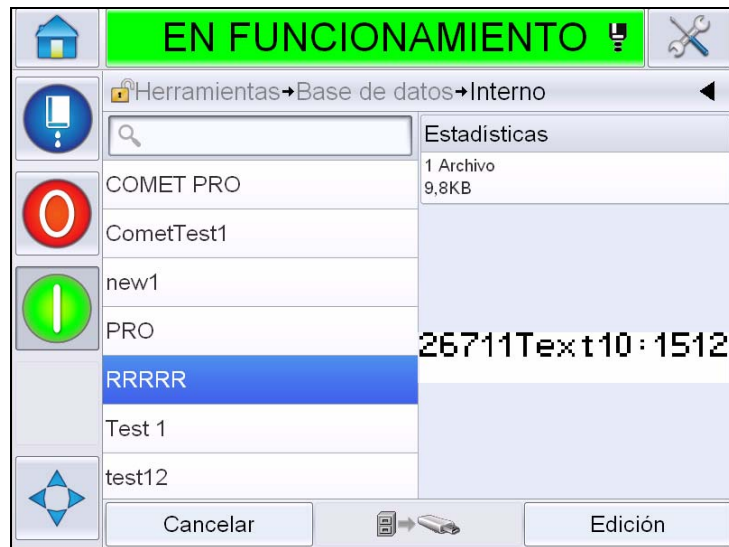 EN FUNCIONAMIENTO
Herramientas→Base de datos→Interno
Estadísticas
1 Archivo
9,8KB
COMET PRO
CometTest1
new1
PRO
RRRRR
Test 1
test12
26711Text10:1512
Cancelar
Edición